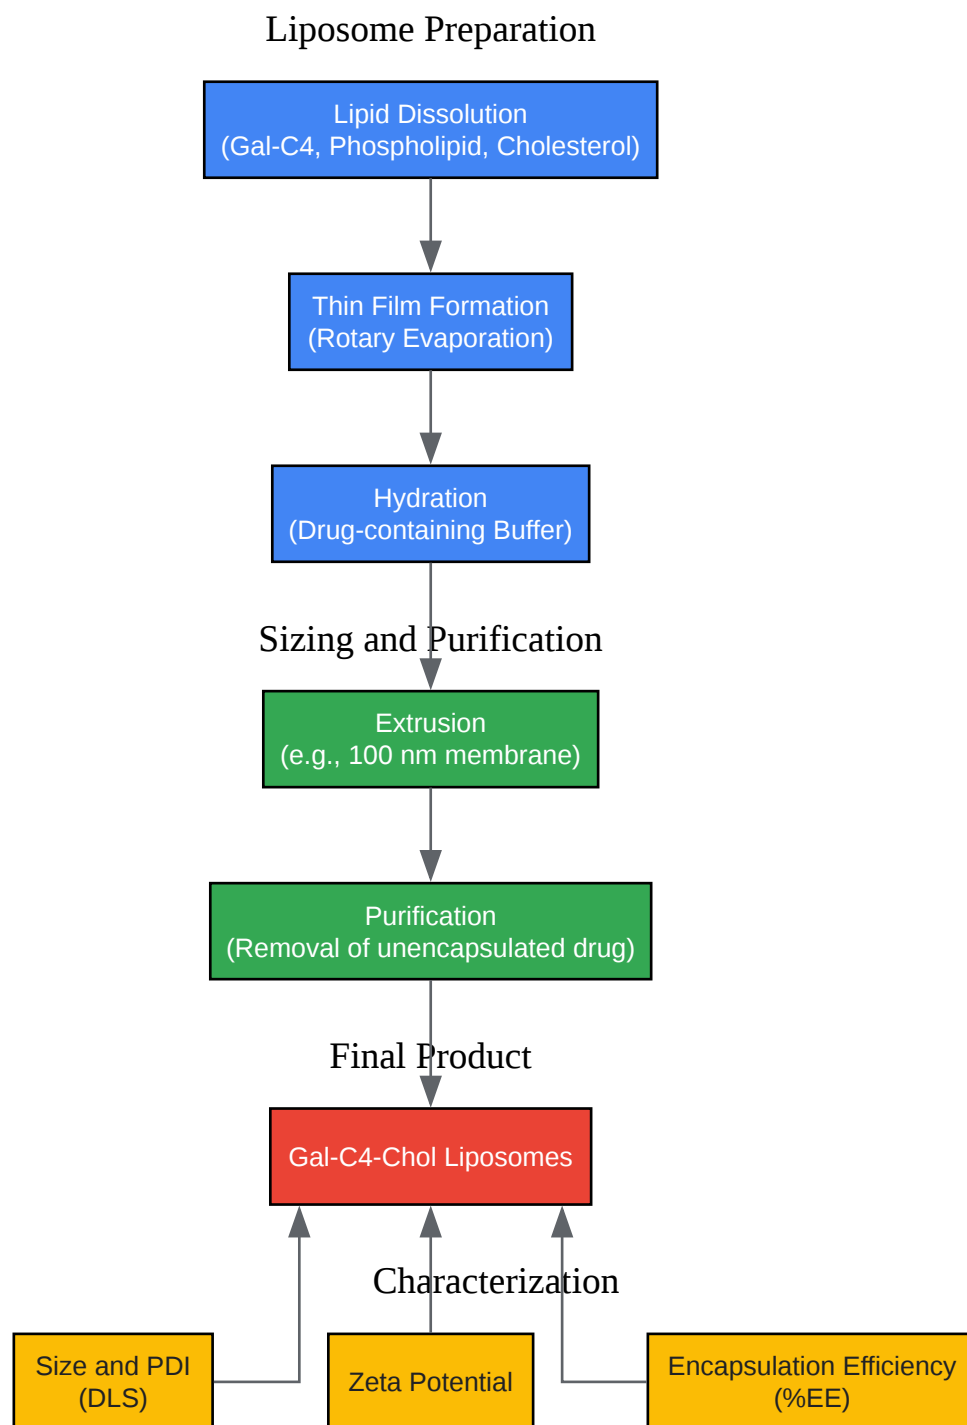 Liposome Preparation
Lipid Dissolution
(Gal-C4, Phospholipid, Cholesterol)
Thin Film Formation
(Rotary Evaporation)
Hydration
(Drug-containing Buffer)
Sizing and Purification
Extrusion
(e.g., 100 nm membrane)
Purification
(Removal of unencapsulated drug)
Final Product
Gal-C4-Chol Liposomes
Characterization
Size and PDI
(DLS)
Zeta Potential
Encapsulation Efficiency
(%EE)